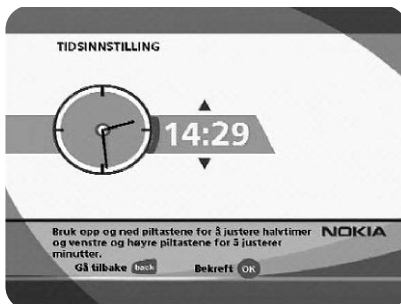 TIDSINNSTILLING
14:29
Bruk opp og ned piltastene for å justere halvtimer
og venstre og høyre piltastene for å justerer
minutter.
NOKIA
Gå tilbake back
Bekreft OK